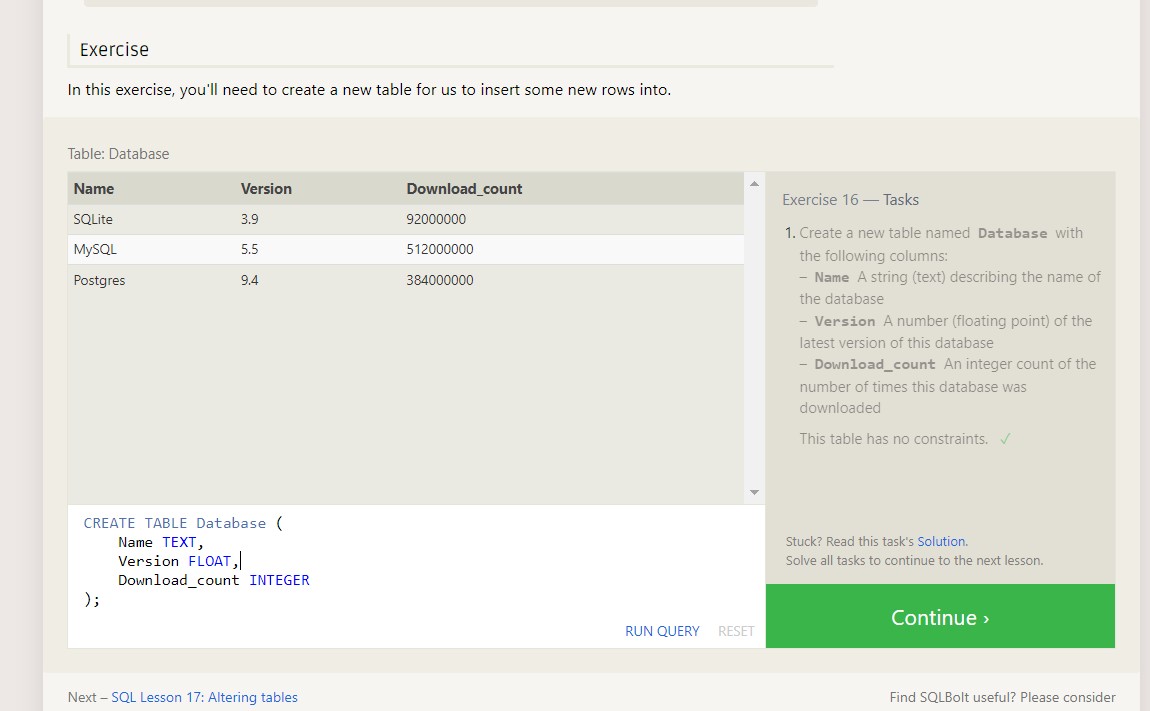 Exercise
In this exercise, you'll need to create a new table for us to insert some new rows into.
Table: Database
Name Version Download_count
SQLite 3.9 92000000
MySQL 5.5 512000000
Postgres 9.4 384000000
CREATE TABLE Database (
    Name TEXT,
    Version FLOAT,
    Download_count INTEGER
);
RUN QUERY RESET
Exercise 16 — Tasks
1. Create a new table named Database with
the following columns:
– Name A string (text) describing the name of
the database
– Version A number (floating point) of the
latest version of this database
– Download_count An integer count of the
number of times this database was
downloaded
This table has no constraints. ✓
Stuck? Read this task's Solution.
Solve all tasks to continue to the next lesson.
Continue ›
Next – SQL Lesson 17: Altering tables
Find SQLBolt useful? Please consider